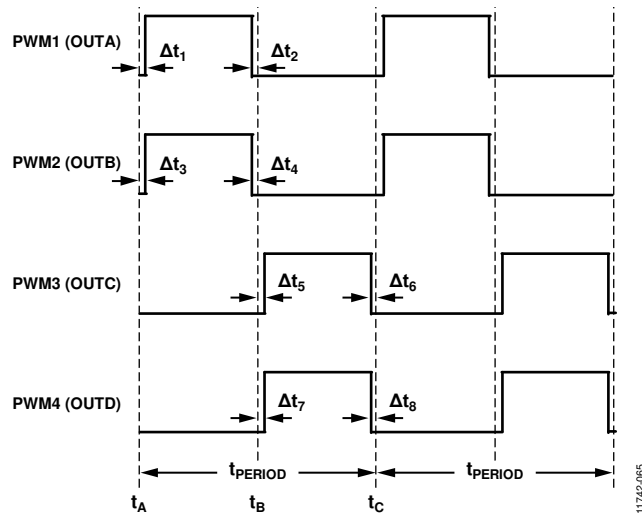 PWM1 (OUTA)
Δt1 Δt2
PWM2 (OUTB)
Δt3 Δt4
PWM3 (OUTC)
Δt5 Δt6
PWM4 (OUTD)
Δt7 Δt8
tPERIOD tPERIOD
tA tB tC
11742-065